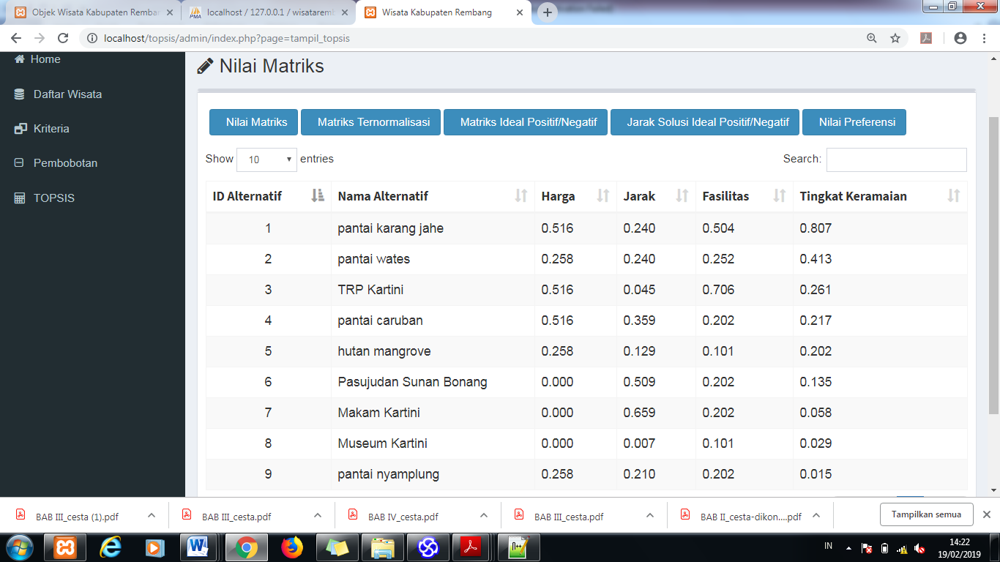 Objek Wisata Kabupaten Rembar
localhost / 127.0.0.1 / wisataremb
Wisata Kabupaten Rembang
localhost/topsis/admin/index.php?page=tampil_topsis
Home
Daftar Wisata
Kriteria
Pembobotan
TOPSIS
Nilai Matriks
Nilai Matriks Matriks Ternormalisasi Matriks Ideal Positif/Negatif Jarak Solusi Ideal Positif/Negatif Nilai Preferensi
Show 10 entries Search:
ID Alternatif Nama Alternatif Harga Jarak Fasilitas Tingkat Keramaian
1 pantai karang jahe 0.516 0.240 0.504 0.807
2 pantai wates 0.258 0.240 0.252 0.413
3 TRP Kartini 0.516 0.045 0.706 0.261
4 pantai caruban 0.516 0.359 0.202 0.217
5 hutan mangrove 0.258 0.129 0.101 0.202
6 Pasujudan Sunan Bonang 0.000 0.509 0.202 0.135
7 Makam Kartini 0.000 0.659 0.202 0.058
8 Museum Kartini 0.000 0.007 0.101 0.029
9 pantai nyamplung 0.258 0.210 0.202 0.015
BAB III_cesta (1).pdf BAB III_cesta.pdf BAB IV_cesta.pdf BAB III_cesta.pdf BAB II_cesta-dikon....pdf Tampilkan semua
IN 14:22
19/02/2019